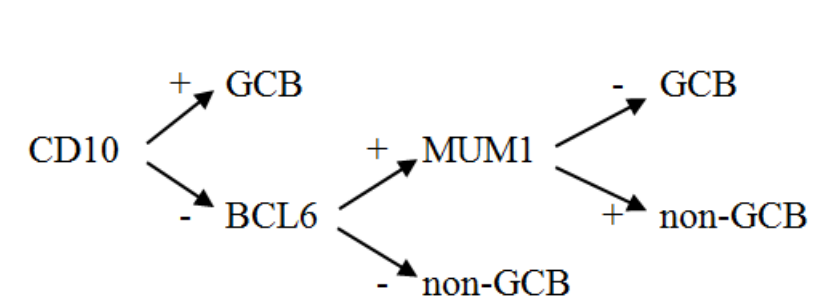 + GCB - GCB
CD10 + MUM1
- BCL6 + non-GCB
- non-GCB